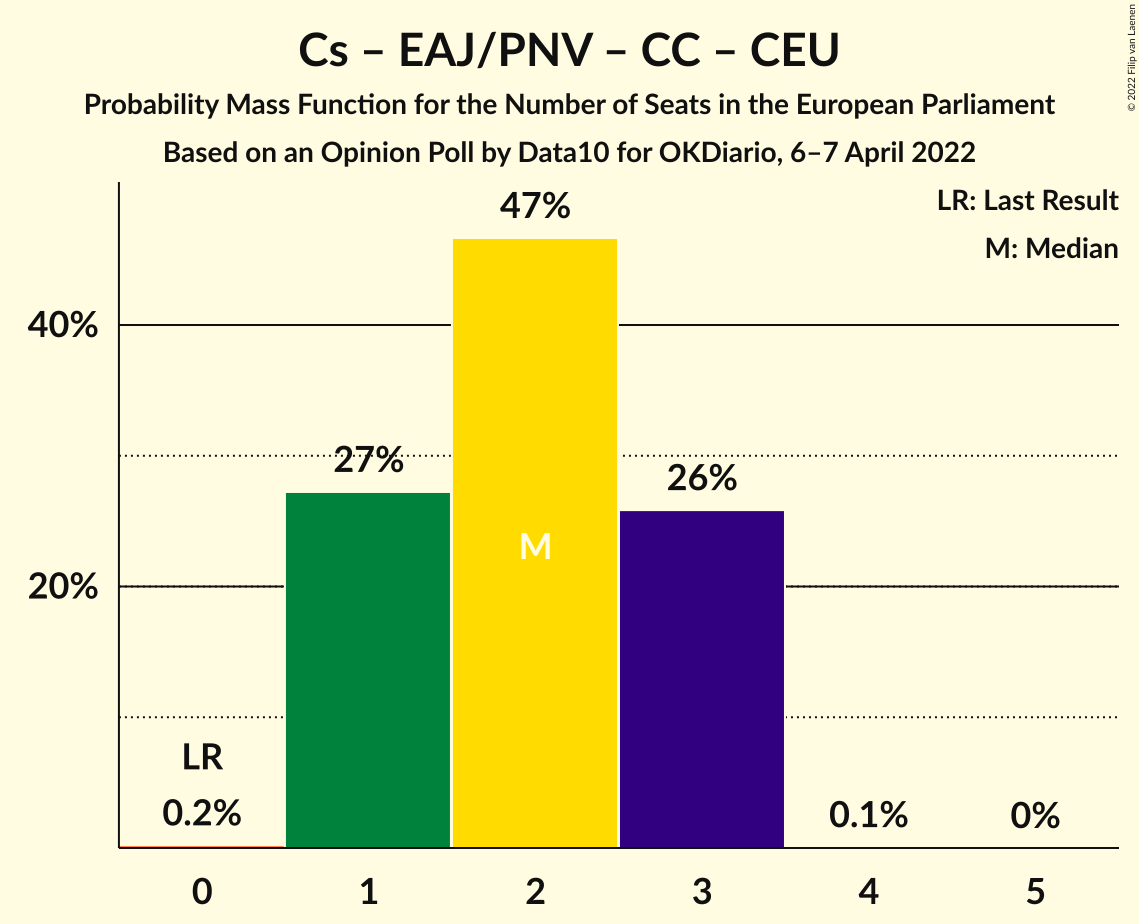 Cs – EAJ/PNV – CC – CEU
Probability Mass Function for the Number of Seats in the European Parliament
Based on an Opinion Poll by Data10 for OKDiario, 6–7 April 2022
© 2022 Filip van Laenen
LR: Last Result
M: Median
47%
40%
27%
26%
M
20%
LR
0.2%
0.1%
0%
0 1 2 3 4 5